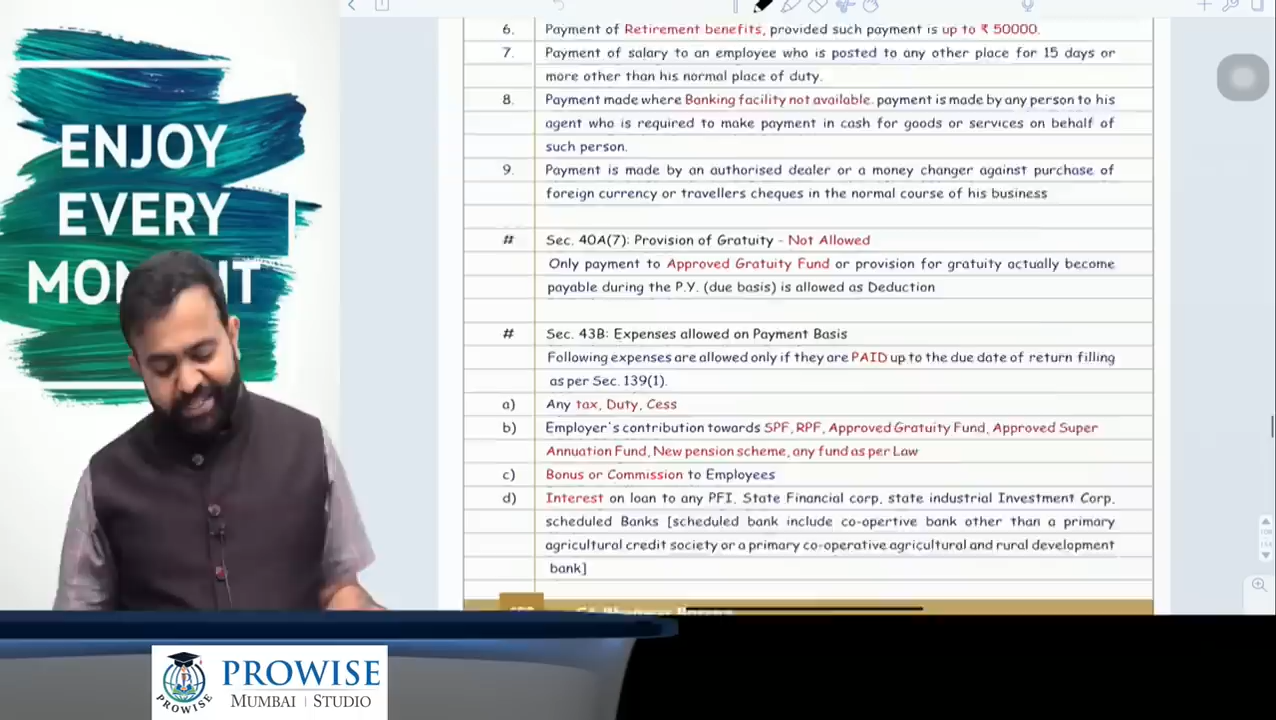 ENJOY
EVERY
MOM NT
6. Payment of Retirement benefits, provided such payment is up to ₹ 50000.
7. Payment of salary to an employee who is posted to any other place for 15 days or
more other than his normal place of duty.
8. Payment made where Banking facility not available. payment is made by any person to his
agent who is required to make payment in cash for goods or services on behalf of
such person.
9. Payment is made by an authorised dealer or a money changer against purchase of
foreign currency or travellers cheques in the normal course of his business
# Sec. 40A(7): Provision of Gratuity - Not Allowed
Only payment to Approved Gratuity Fund or provision for gratuity actually become
payable during the P.Y. (due basis) is allowed as Deduction
# Sec. 43B: Expenses allowed on Payment Basis
Following expenses are allowed only if they are PAID up to the due date of return filling
as per Sec. 139(1).
a) Any tax, Duty, Cess
b) Employer's contribution towards SPF, RPF, Approved Gratuity Fund, Approved Super
Annuation Fund, New pension scheme, any fund as per Law
c) Bonus or Commission to Employees
d) Interest on loan to any PFI, State Financial corp, state industrial Investment Corp,
scheduled Banks [scheduled bank include co-opertive bank other than a primary
agricultural credit society or a primary co-operative agricultural and rural development
bank]
PROWISE
PROWISE
MUMBAI | STUDIO